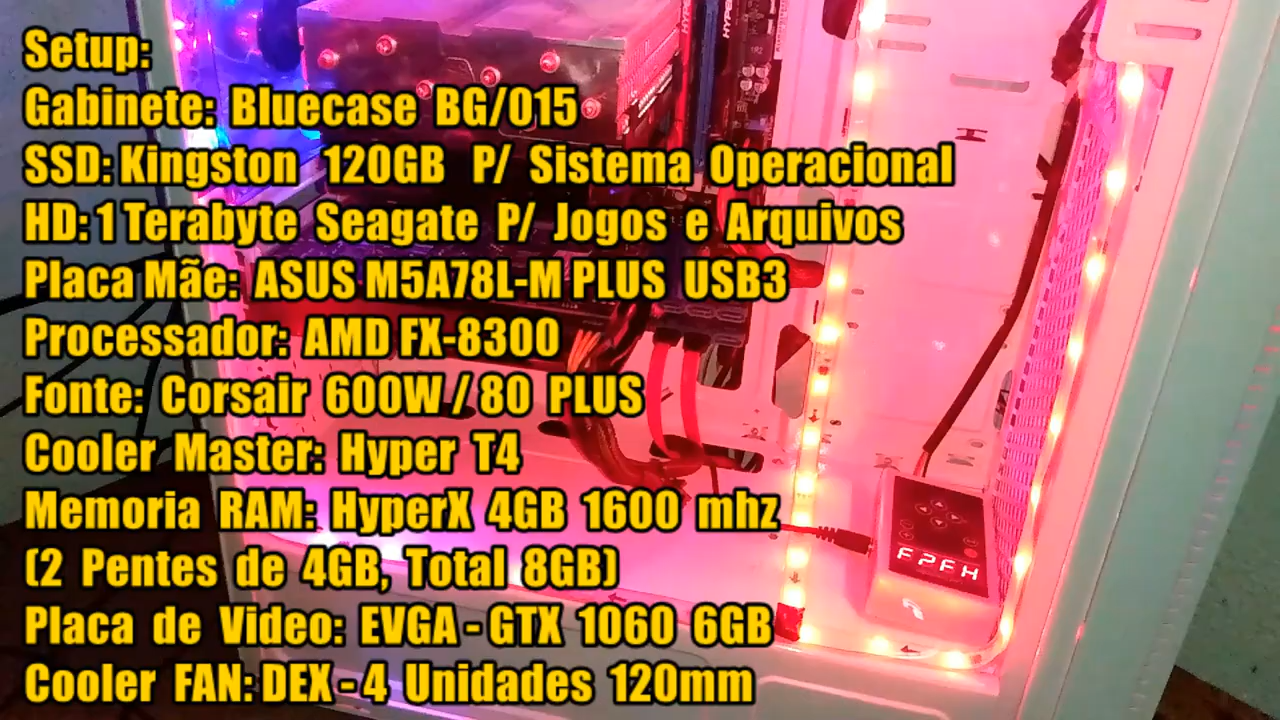 Setup:
Gabinete: Bluecase BG/015
SSD: Kingston 120GB P/ Sistema Operacional
HD: 1 Terabyte Seagate P/ Jogos e Arquivos
Placa Mãe: ASUS M5A78L-M PLUS USB3
Processador: AMD FX-8300
Fonte: Corsair 600W / 80 PLUS
Cooler Master: Hyper T4
Memoria RAM: HyperX 4GB 1600 mhz
(2 Pentes de 4GB, Total 8GB)
Placa de Video: EVGA - GTX 1060 6GB
Cooler FAN: DEX - 4 Unidades 120mm
FPFH